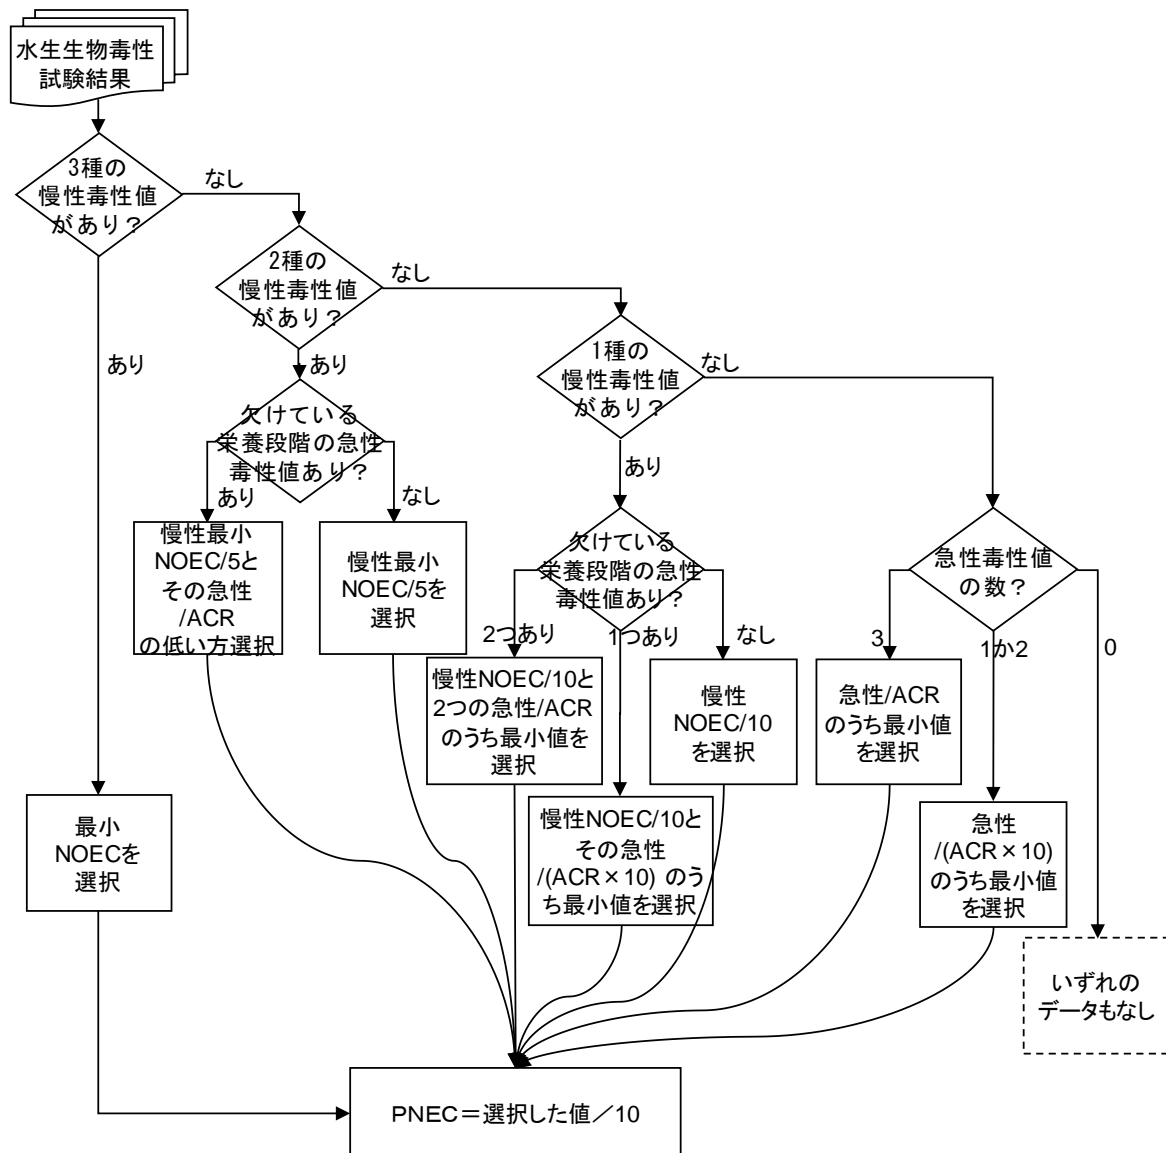 水生生物毒性
試験結果
3種の
慢性毒性値
があり？
なし
あり
2種の
慢性毒性値
があり？
なし
あり
欠けている
栄養段階の急性
毒性値あり？
あり
なし
慢性最小
NOEC/5と
その急性
/ACR
の低い方選択
慢性最小
NOEC/5を
選択
1種の
慢性毒性値
があり？
なし
あり
欠けている
栄養段階の急性
毒性値あり？
2つあり
1つあり
なし
慢性NOEC/10と
2つの急性/ACR
のうち最小値を
選択
慢性NOEC/10と
その急性
/(ACR×10) のう
ち最小値を選択
慢性
NOEC/10
を選択
急性毒性値
の数？
3
1か2
0
急性/ACR
のうち最小値
を選択
急性
/(ACR×10)
のうち最小値
を選択
いずれの
データもなし
最小
NOECを
選択
PNEC＝選択した値／10